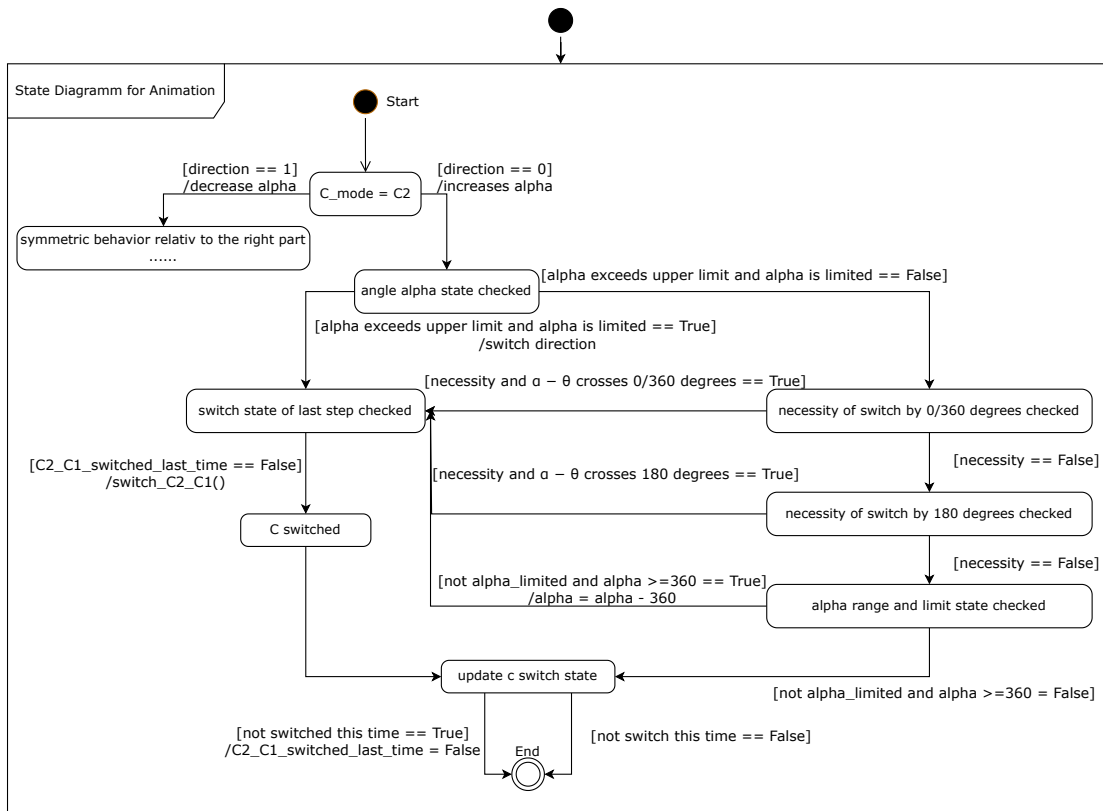 State Diagramm for Animation
Start
[direction == 1]
/decrease alpha
[direction == 0]
/increases alpha
C_mode = C2
symmetric behavior relativ to the right part
......
[alpha exceeds upper limit and alpha is limited == False]
angle alpha state checked
[alpha exceeds upper limit and alpha is limited == True]
/switch direction
[necessity and α − θ crosses 0/360 degrees == True]
switch state of last step checked
necessity of switch by 0/360 degrees checked
[C2_C1_switched_last_time == False]
/switch_C2_C1()
[necessity and α − θ crosses 180 degrees == True]
[necessity == False]
C switched
necessity of switch by 180 degrees checked
[necessity == False]
[not alpha_limited and alpha >=360 == True]
/alpha = alpha - 360
alpha range and limit state checked
update c switch state
[not alpha_limited and alpha >=360 = False]
[not switched this time == True]
/C2_C1_switched_last_time = False
[not switch this time == False]
End